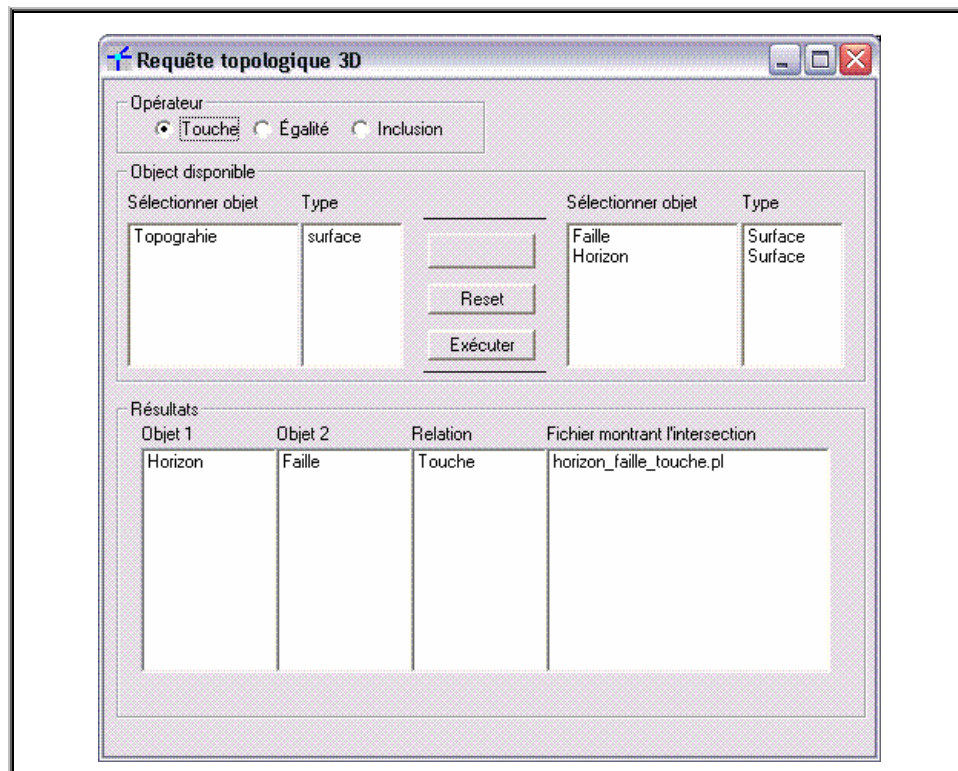 Requête topologique 3D
Opérateur
Touche Égalité Inclusion
Object disponible
Sélectionner objet Type Sélectionner objet Type
Topograhie surface Faille Surface
Horizon Surface
Reset
Exécuter
Résultats
Objet 1 Objet 2 Relation Fichier montrant l'intersection
Horizon Faille Touche horizon_faille_touche.pl